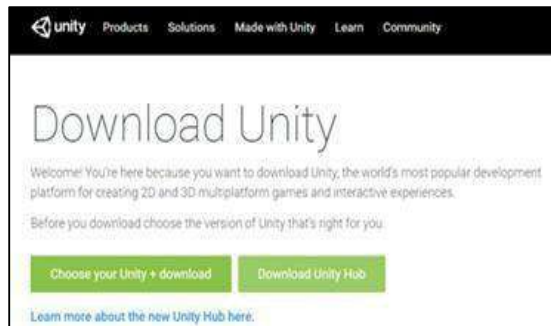 unity Products Solutions Made with Unity Learn Community
Download Unity
Welcome! You're here because you want to download Unity, the world's most popular development
platform for creating 2D and 3D multiplatform games and interactive experiences.
Before you download choose the version of Unity that's right for you.
Choose your Unity + download Download Unity Hub
Learn more about the new Unity Hub here.